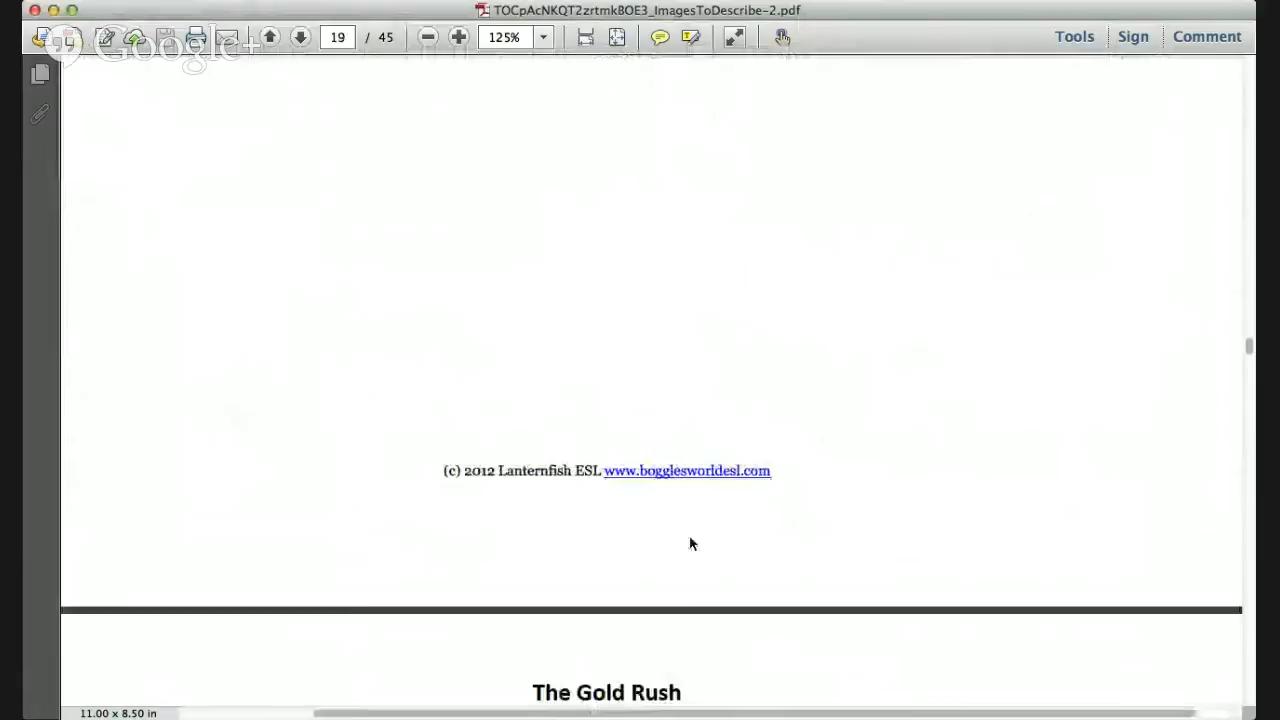 TOCpAcNKQT2zrtmk8OE3_ImagesToDescribe-2.pdf
Google+
19 / 45
125%
Tools
Sign
Comment
(c) 2012 Lanternfish ESL www.bogglesworldesl.com
The Gold Rush
11.00 x 8.50 in